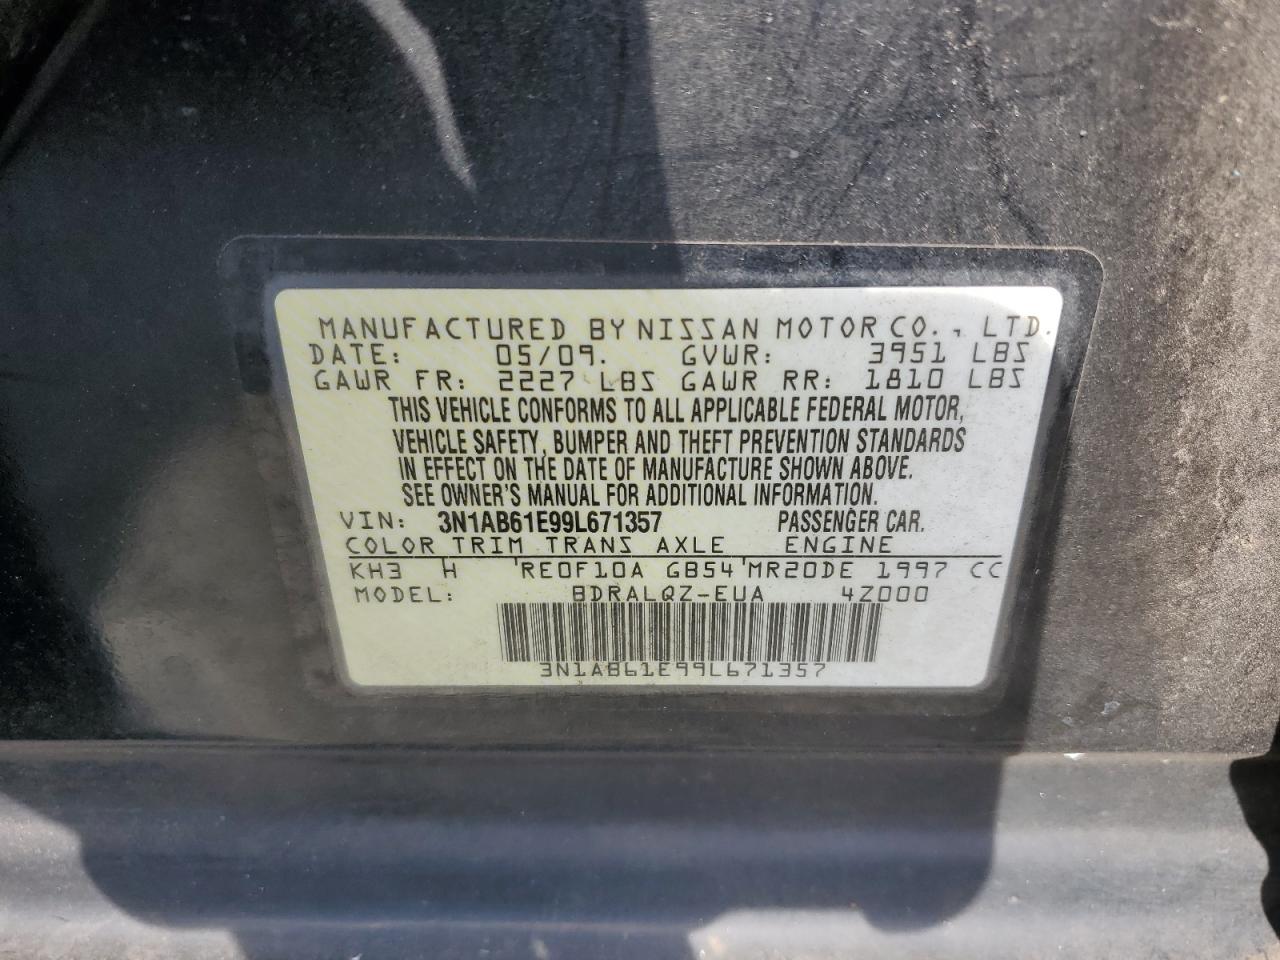 MANUFACTURED BY NISSAN MOTOR CO., LTD.
DATE: 05/09. GVWR: 3951 LBS
GAWR FR: 2227 LBS GAWR RR: 1810 LBS
THIS VEHICLE CONFORMS TO ALL APPLICABLE FEDERAL MOTOR,
VEHICLE SAFETY, BUMPER AND THEFT PREVENTION STANDARDS
IN EFFECT ON THE DATE OF MANUFACTURE SHOWN ABOVE.
SEE OWNER'S MANUAL FOR ADDITIONAL INFORMATION.
VIN: 3N1AB61E99L671357 PASSENGER CAR.
COLOR TRIM TRANS AXLE ENGINE
KH3 H 'RE0F10A GB54'MR20DE 1997 CC
MODEL: BDRALQZ-EUA 4Z000
3N1AB61E99L671357